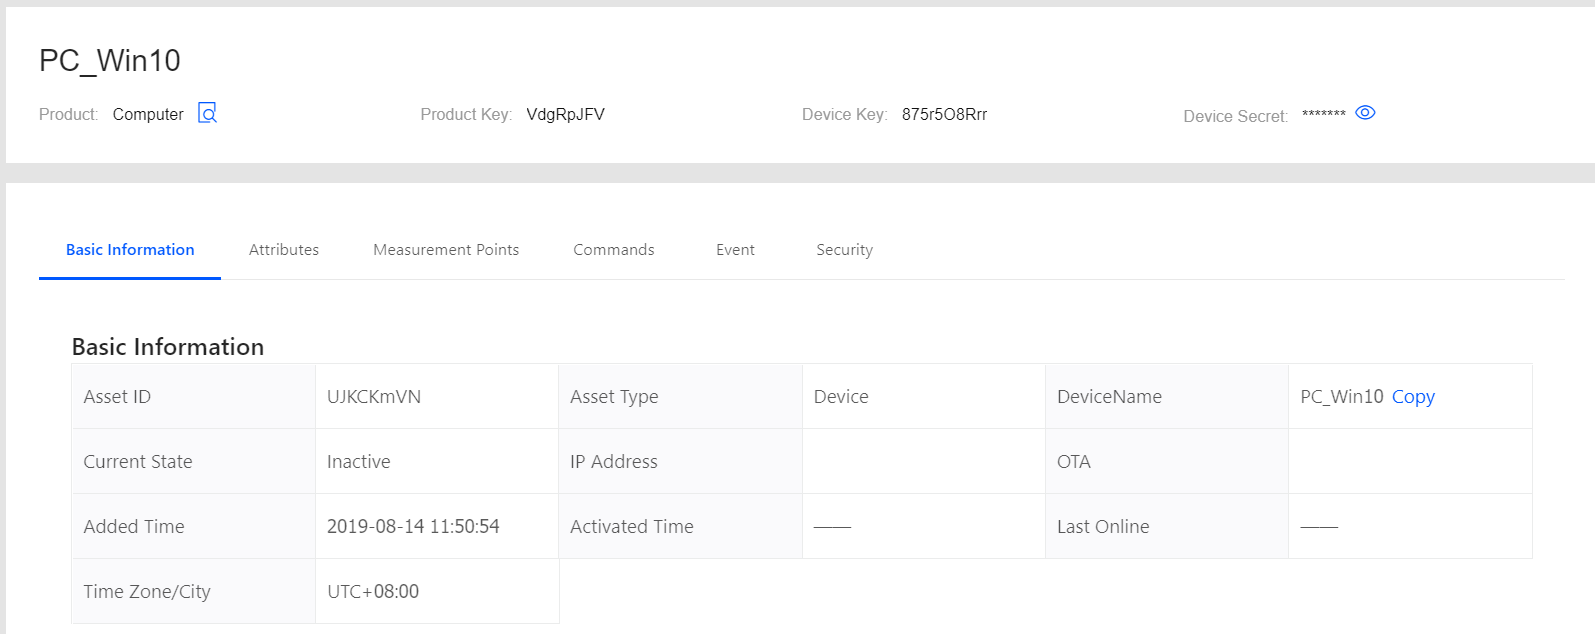 PC_Win10
Product: Computer Product Key: VdgRpJFV Device Key: 875r5O8Rrr Device Secret: *******
Basic Information Attributes Measurement Points Commands Event Security
Basic Information
Asset ID UJKCKmVN Asset Type Device DeviceName PC_Win10 Copy
Current State Inactive IP Address OTA
Added Time 2019-08-14 11:50:54 Activated Time —— Last Online ——
Time Zone/City UTC+08:00